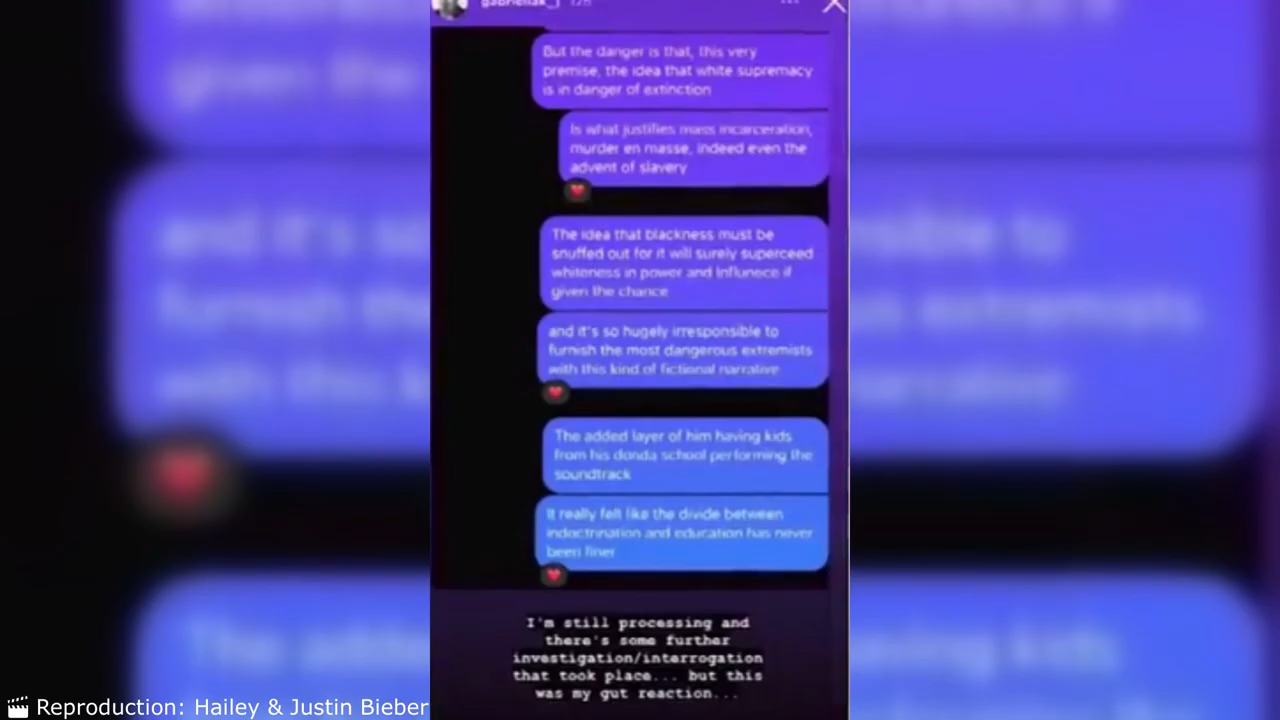 But the danger is that, this very
premise, the idea that white supremacy
is in danger of extinction
Is what justifies mass incarceration,
murder en masse, indeed even the
advent of slavery
The idea that blackness must be
snuffed out for it will surely superceed
whiteness in power and influnece if
given the chance
and it's so hugely irresponsible to
furnish the most dangerous extremists
with this kind of fictional narrative
The added layer of him having kids
from his donda school performing the
soundtrack
It really felt like the divide between
indoctrination and education has never
been finer
I'm still processing and
there's some further
investigation/interrogation
that took place... but this
was my gut reaction...
Reproduction: Hailey & Justin Bieber